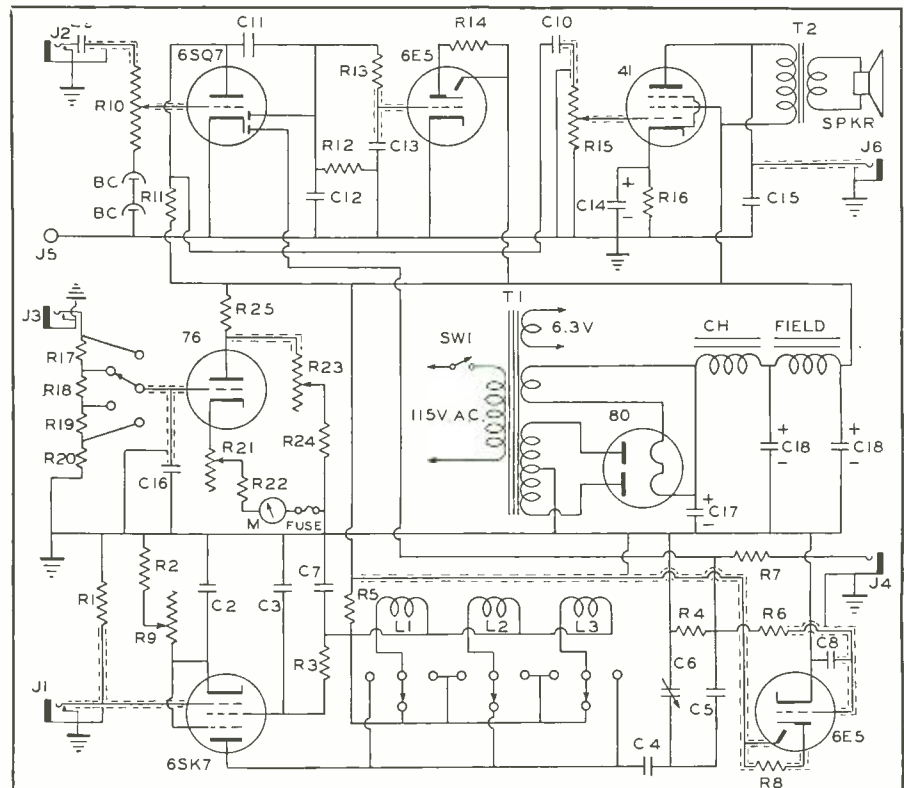 C11
R14
C10
T2
J2
6SQ7
R13
6E5
41
R10
SPKR
R12
C13
R15
J6
BC
BC
R11
C12
C14
+
-
R16
C15
J5
J3
R25
T1
6.3V
CH
FIELD
76
SW1
R17
R23
R18
115V AC
80
R19
R21
R24
+
C18
-
+
C18
-
R20
R22
C16
M
FUSE
+
C17
-
R7
R2
C7
R1
C2
C3
R5
L1
L2
L3
R4
R6
J4
R9
R3
C6
C8
J1
C5
6SK7
C4
6E5
R8